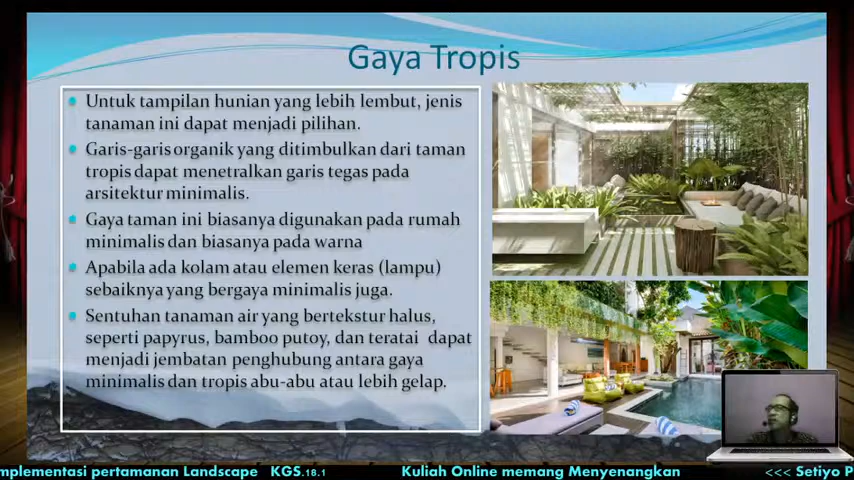 Gaya Tropis
Untuk tampilan hunian yang lebih lembut, jenis
tanaman ini dapat menjadi pilihan.
Garis-garis organik yang ditimbulkan dari taman
tropis dapat menetralkan garis tegas pada
arsitektur minimalis.
Gaya taman ini biasanya digunakan pada rumah
minimalis dan biasanya pada warna
Apabila ada kolam atau elemen keras (lampu)
sebaiknya yang bergaya minimalis juga.
Sentuhan tanaman air yang bertekstur halus,
seperti papyrus, bamboo putoy, dan teratai dapat
menjadi jembatan penghubung antara gaya
minimalis dan tropis abu-abu atau lebih gelap.
mplementasi pertamanan Landscape KGS.18.1 Kuliah Online memang Menyenangkan <<< Setiyo P